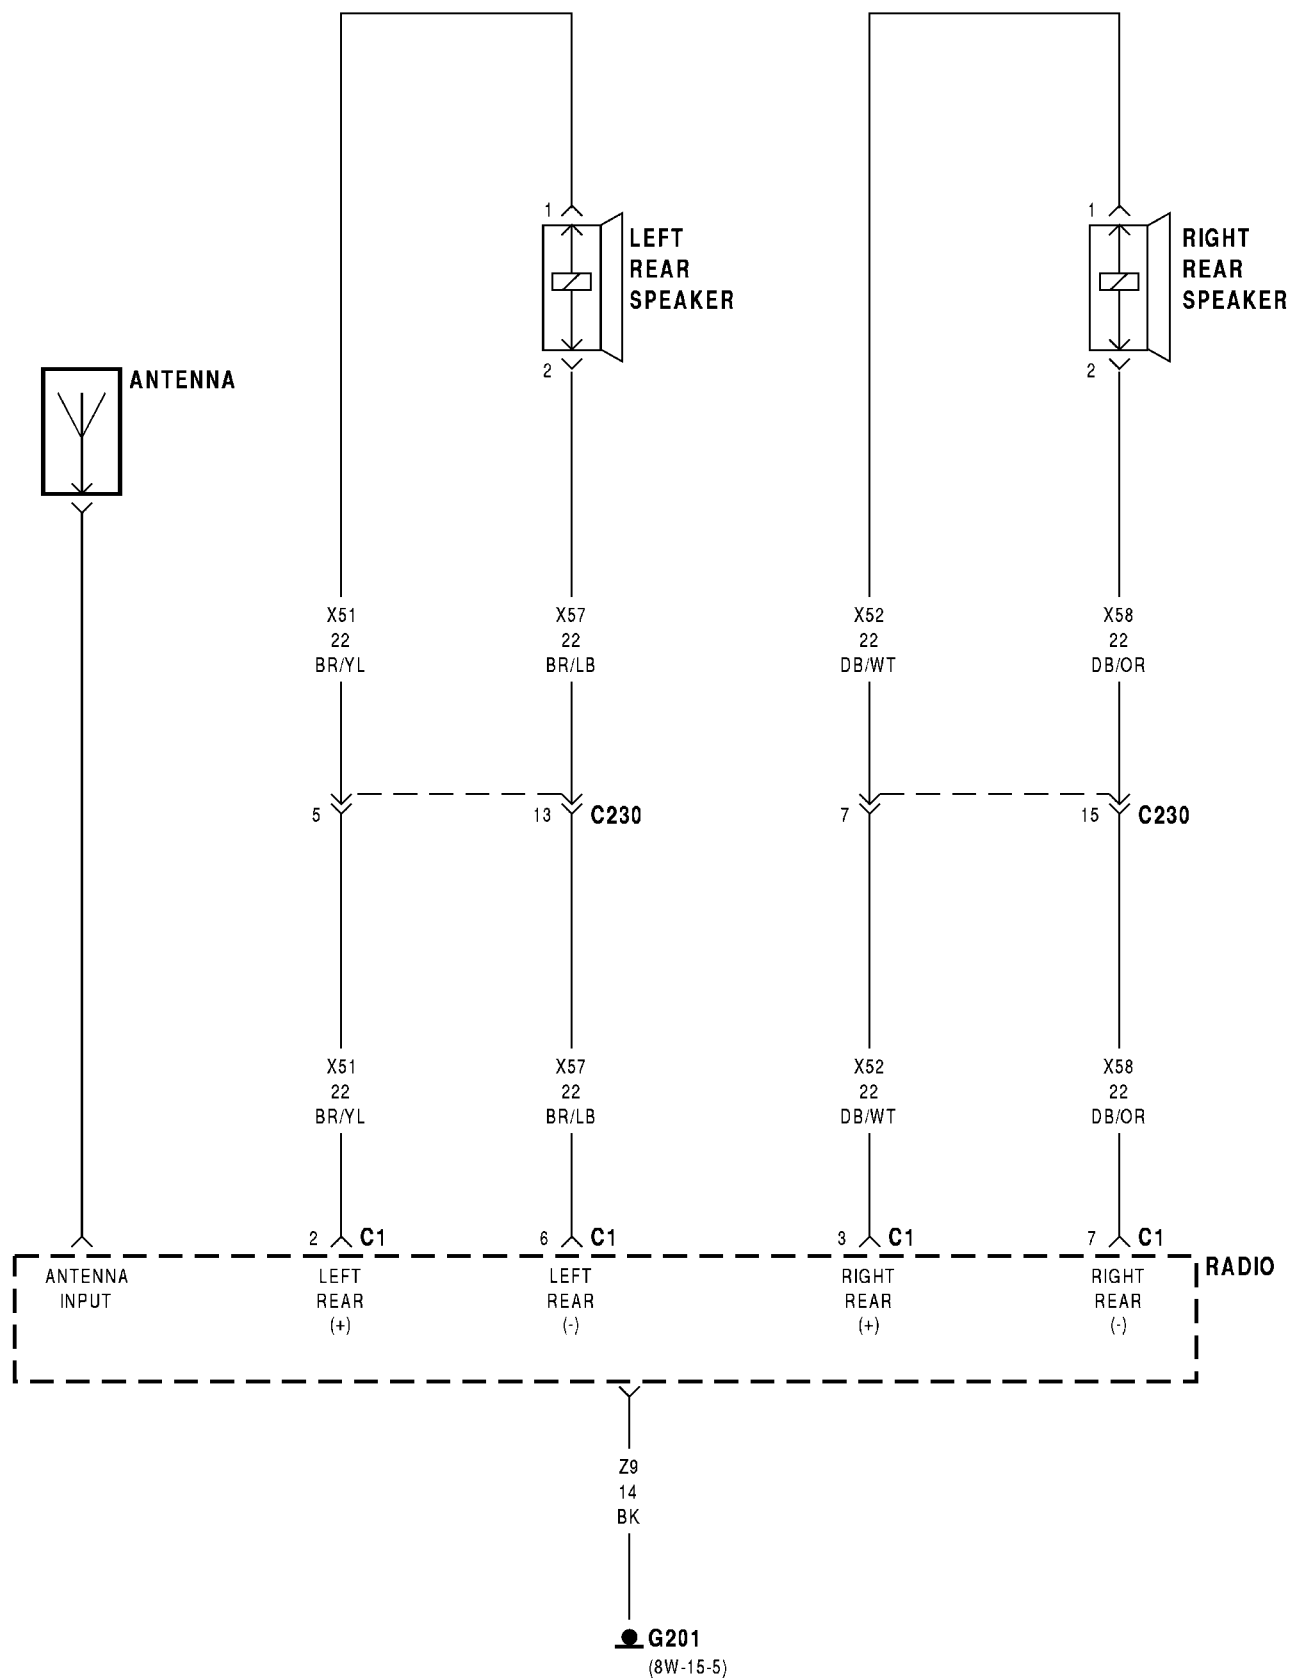 1
LEFT
REAR
SPEAKER
2
1
RIGHT
REAR
SPEAKER
2
ANTENNA
X51
22
BR/YL
X57
22
BR/LB
X52
22
DB/WT
X58
22
DB/OR
5
13
C230
7
15
C230
X51
22
BR/YL
X57
22
BR/LB
X52
22
DB/WT
X58
22
DB/OR
2
C1
6
C1
3
C1
7
C1
RADIO
ANTENNA
INPUT
LEFT
REAR
(+)
LEFT
REAR
(-)
RIGHT
REAR
(+)
RIGHT
REAR
(-)
Z9
14
BK
G201
(8W-15-5)